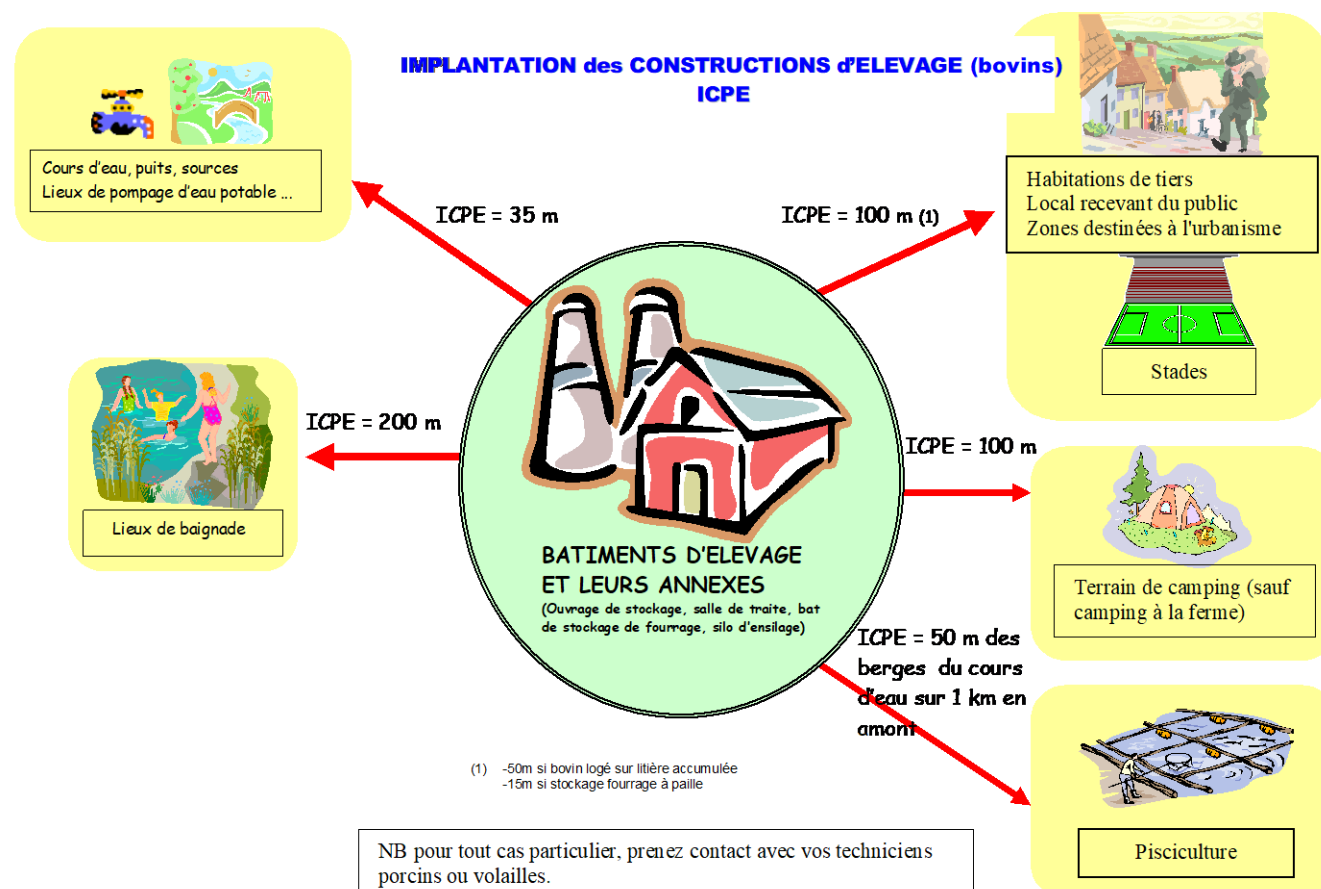 IMPLANTATION des CONSTRUCTIONS d'ELEVAGE (bovins)
ICPE
Cours d'eau, puits, sources
Lieux de pompage d'eau potable ...
ICPE = 35 m
ICPE = 100 m (1)
Habitations de tiers
Local recevant du public
Zones destinées à l'urbanisme
Stades
ICPE = 200 m
Lieux de baignade
ICPE = 100 m
Terrain de camping (sauf
camping à la ferme)
BATIMENTS D'ELEVAGE
ET LEURS ANNEXES
(Ouvrage de stockage, salle de traite, bat
de stockage de fourrage, silo d'ensilage)
ICPE = 50 m des
berges du cours
d'eau sur 1 km en
amont
Pisciculture
(1) -50m si bovin logé sur litière accumulée
-15m si stockage fourrage à paille
NB pour tout cas particulier, prenez contact avec vos techniciens
porcins ou volailles.